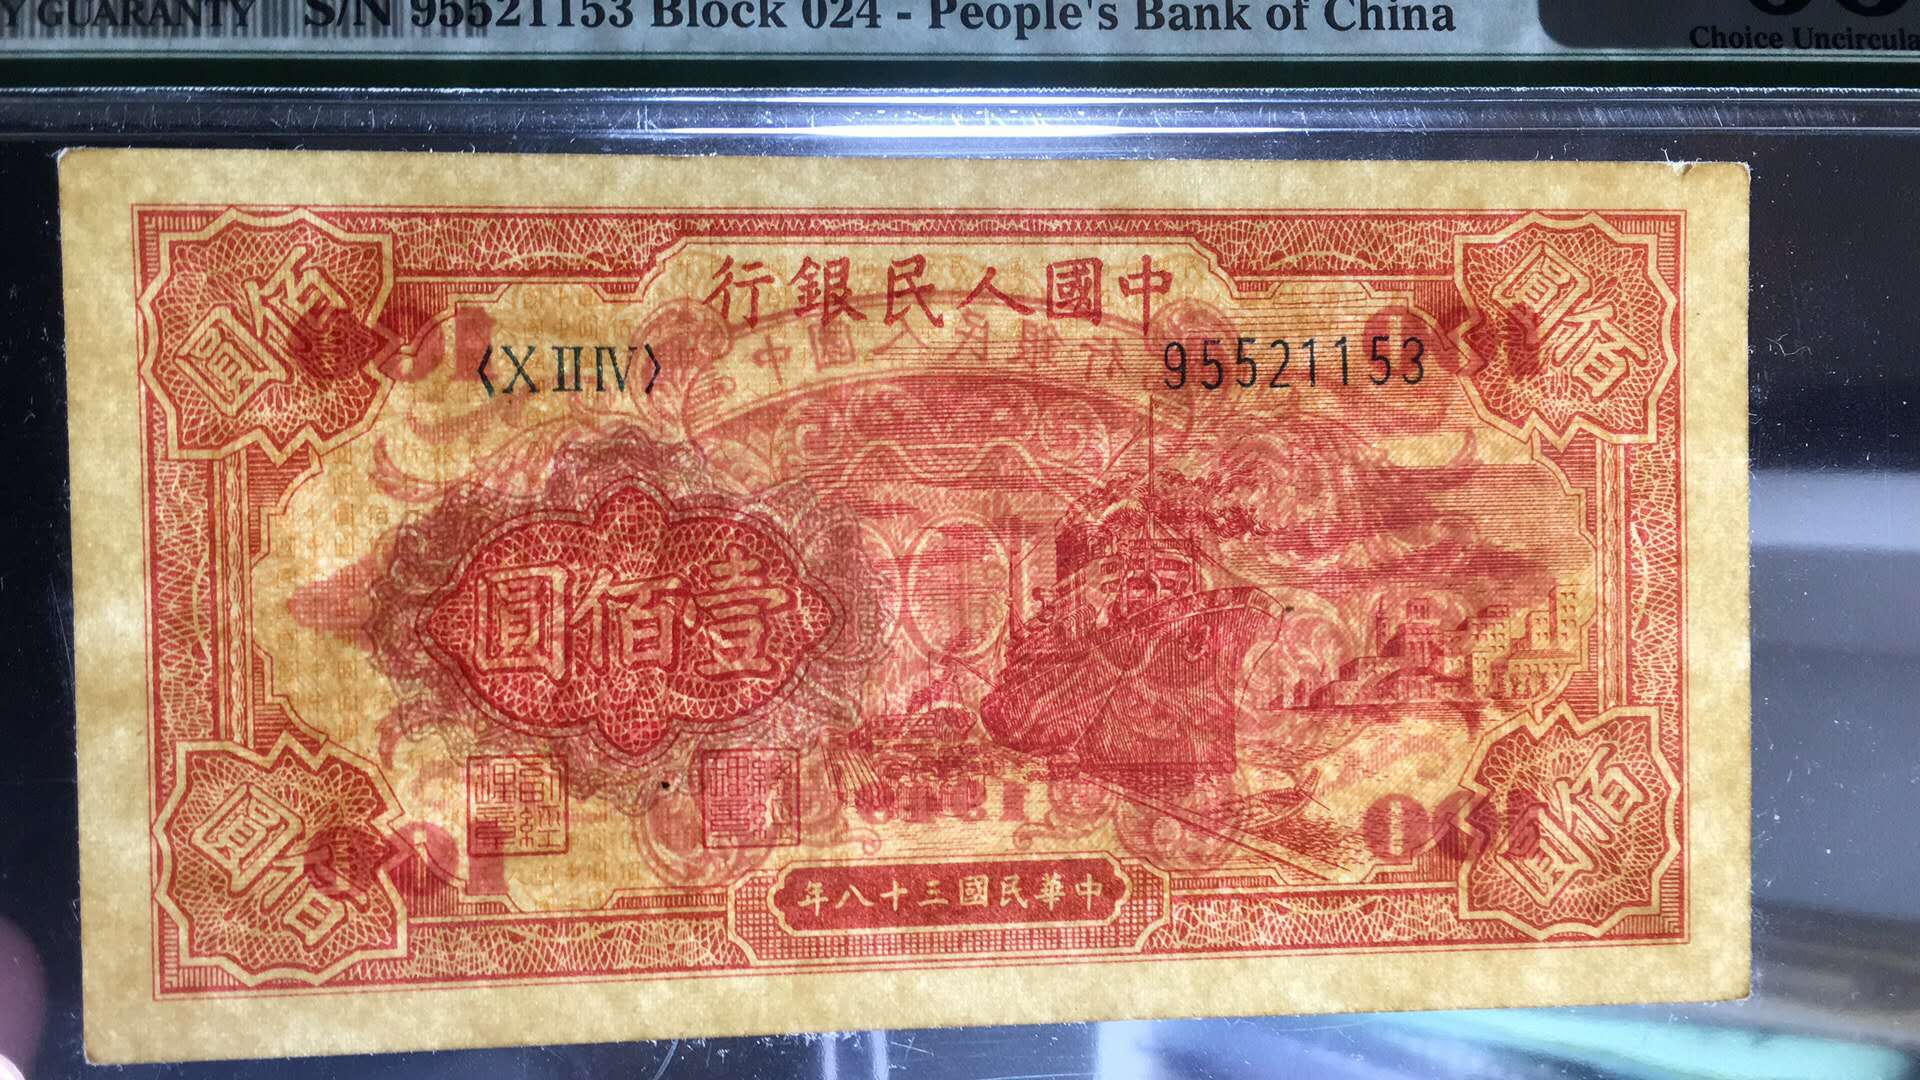 Y GUARANTY S/N 95521153 Block 024 - People's Bank of China
Choice Uncircula
行銀民人國中
〈X II IV〉 95521153
圓佰
圓佰
圓佰壹
圓佰
圓佰
年八十三國民華中